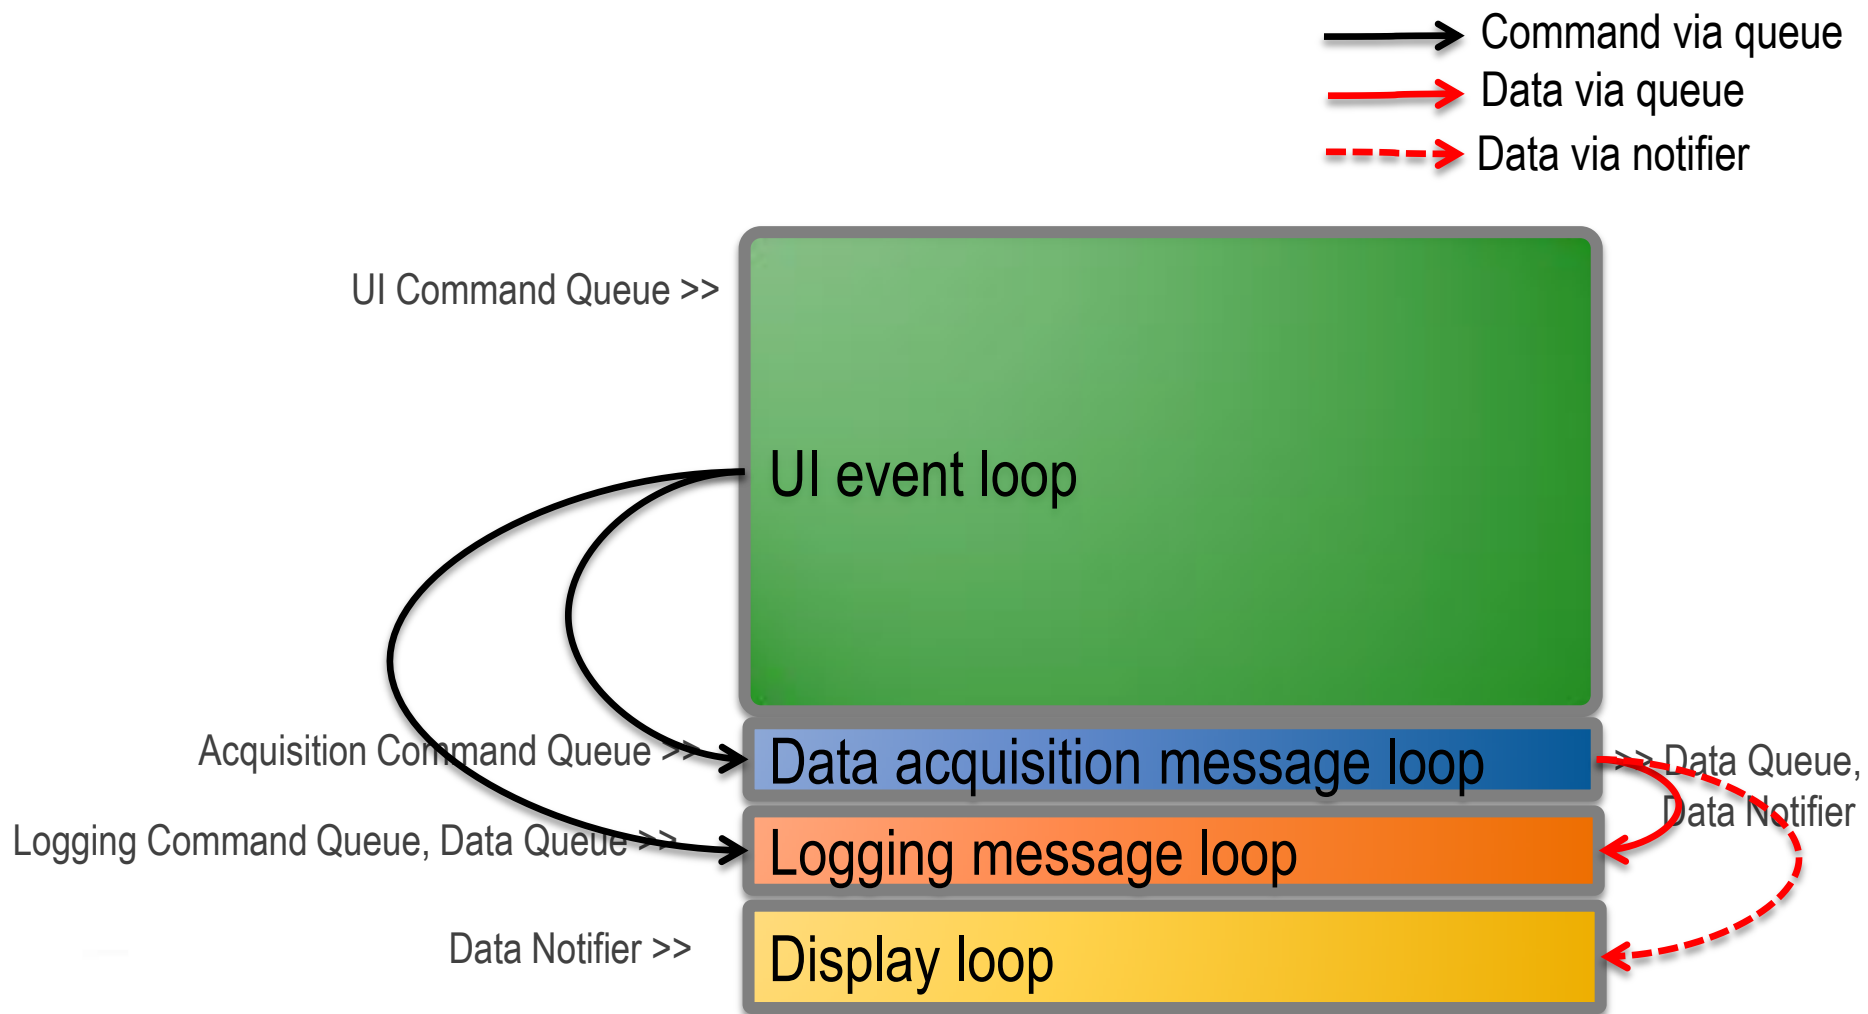 Command via queue
Data via queue
Data via notifier
UI Command Queue >>
UI event loop
Acquisition Command Queue >>
Data acquisition message loop
>> Data Queue,
Data Notifier
Logging Command Queue, Data Queue >>
Logging message loop
Data Notifier >>
Display loop